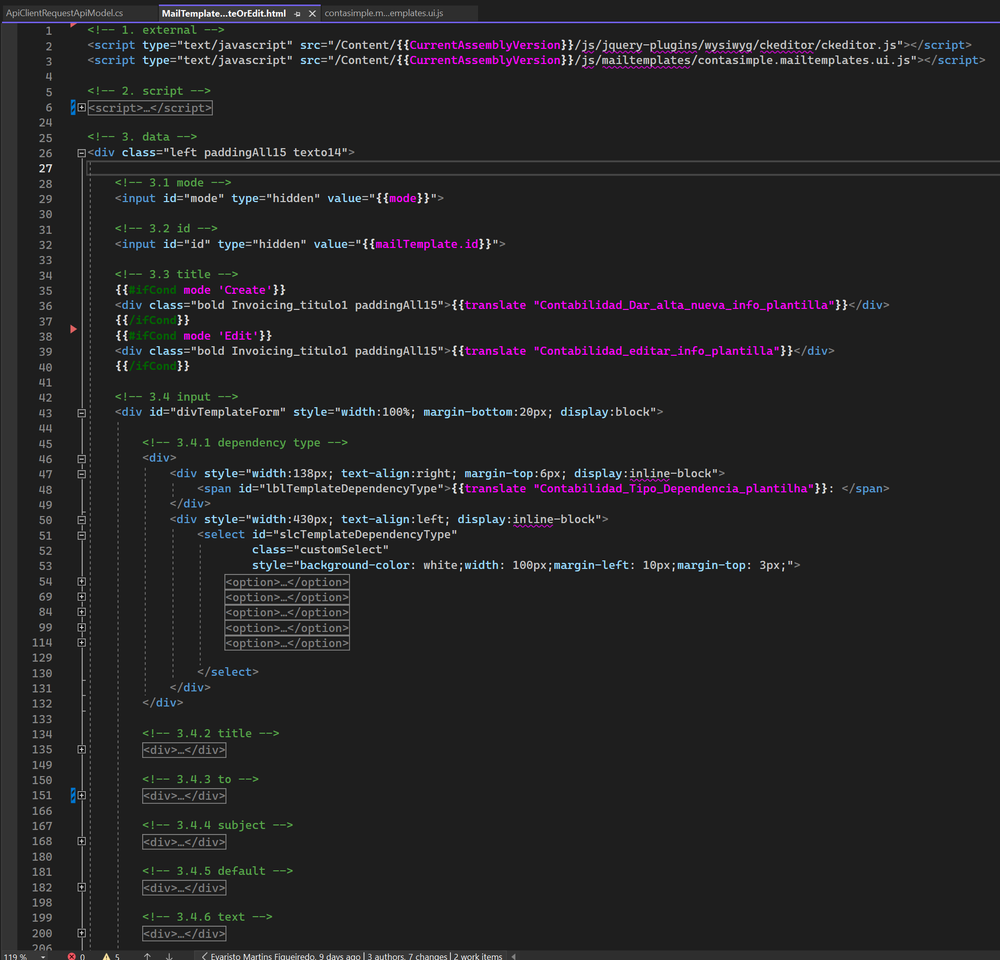 ApiClientRequestApiModel.cs MailTemplate...teOrEdit.html contasimple.m...emplates.ui.js
1 <!-- 1. external -->
2 <script type="text/javascript" src="/Content/{{CurrentAssemblyVersion}}/js/jquery-plugins/wysiwyg/ckeditor/ckeditor.js"></script>
3 <script type="text/javascript" src="/Content/{{CurrentAssemblyVersion}}/js/mailtemplates/contasimple.mailtemplates.ui.js"></script>
4
5 <!-- 2. script -->
6 <script>...</script>
24
25 <!-- 3. data -->
26 <div class="left paddingAll15 texto14">
27
28 <!-- 3.1 mode -->
29 <input id="mode" type="hidden" value="{{mode}}">
30
31 <!-- 3.2 id -->
32 <input id="id" type="hidden" value="{{mailTemplate.id}}">
33
34 <!-- 3.3 title -->
35 {{#ifCond mode 'Create'}}
36 <div class="bold Invoicing_titulo1 paddingAll15">{{translate "Contabilidad_Dar_alta_nueva_info_plantilla"}}</div>
37 {{/ifCond}}
38 {{#ifCond mode 'Edit'}}
39 <div class="bold Invoicing_titulo1 paddingAll15">{{translate "Contabilidad_editar_info_plantilla"}}</div>
40 {{/ifCond}}
41
42 <!-- 3.4 input -->
43 <div id="divTemplateForm" style="width:100%; margin-bottom:20px; display:block">
44
45 <!-- 3.4.1 dependency type -->
46 <div>
47 <div style="width:138px; text-align:right; margin-top:6px; display:inline-block">
48 <span id="lblTemplateDependencyType">{{translate "Contabilidad_Tipo_Dependencia_plantilha"}}: </span>
49 </div>
50 <div style="width:430px; text-align:left; display:inline-block">
51 <select id="slcTemplateDependencyType"
52 class="customSelect"
53 style="background-color: white;width: 100px;margin-left: 10px;margin-top: 3px;">
54 <option>...</option>
69 <option>...</option>
84 <option>...</option>
99 <option>...</option>
114 <option>...</option>
129
130 </select>
131 </div>
132 </div>
133
134 <!-- 3.4.2 title -->
135 <div>...</div>
149
150 <!-- 3.4.3 to -->
151 <div>...</div>
166
167 <!-- 3.4.4 subject -->
168 <div>...</div>
180
181 <!-- 3.4.5 default -->
182 <div>...</div>
198
199 <!-- 3.4.6 text -->
200 <div>...</div>
206
119 % 0 5 Evaristo Martins Figueiredo, 9 days ago | 3 authors, 7 changes | 2 work items